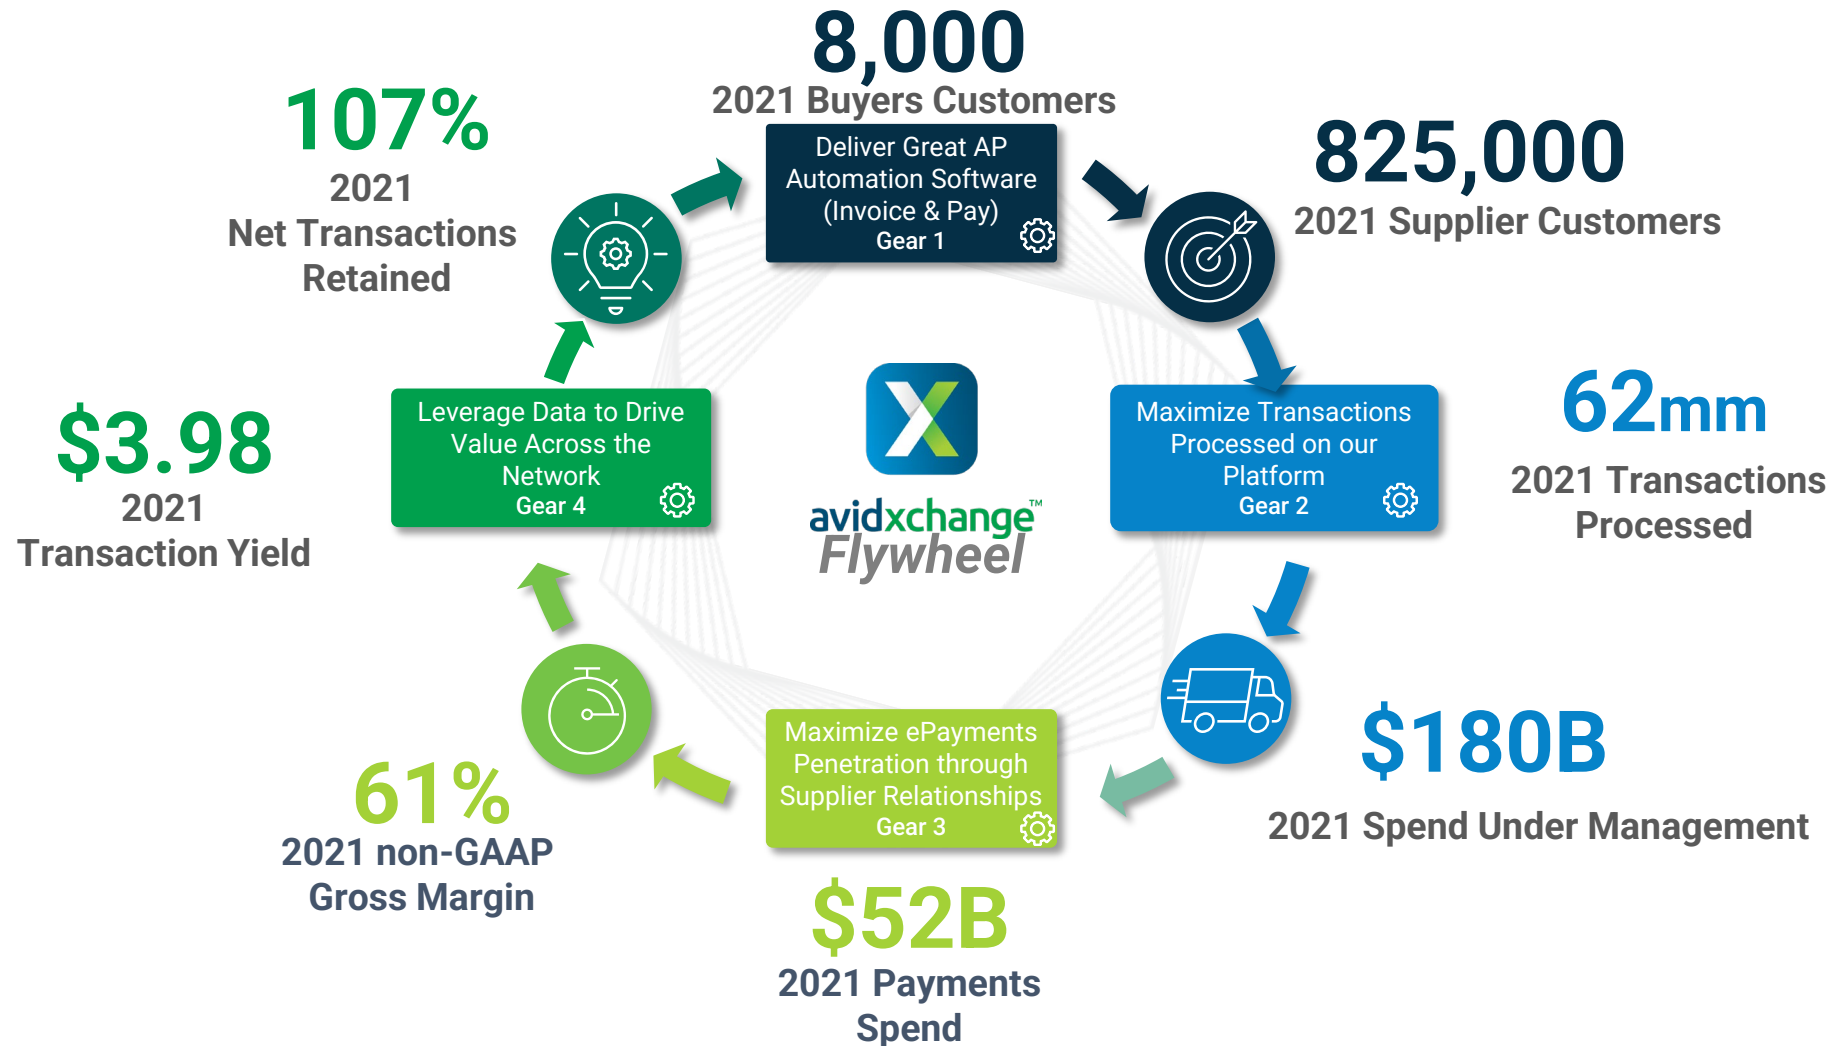 8,000
2021 Buyers Customers
Deliver Great AP
Automation Software
(Invoice & Pay)
Gear 1
825,000
2021 Supplier Customers
Maximize Transactions
Processed on our
Platform
Gear 2
62mm
2021 Transactions
Processed
$180B
2021 Spend Under Management
Maximize ePayments
Penetration through
Supplier Relationships
Gear 3
$52B
2021 Payments
Spend
61%
2021 non-GAAP
Gross Margin
Leverage Data to Drive
Value Across the
Network
Gear 4
$3.98
2021
Transaction Yield
107%
2021
Net Transactions
Retained
avidxchange™
Flywheel